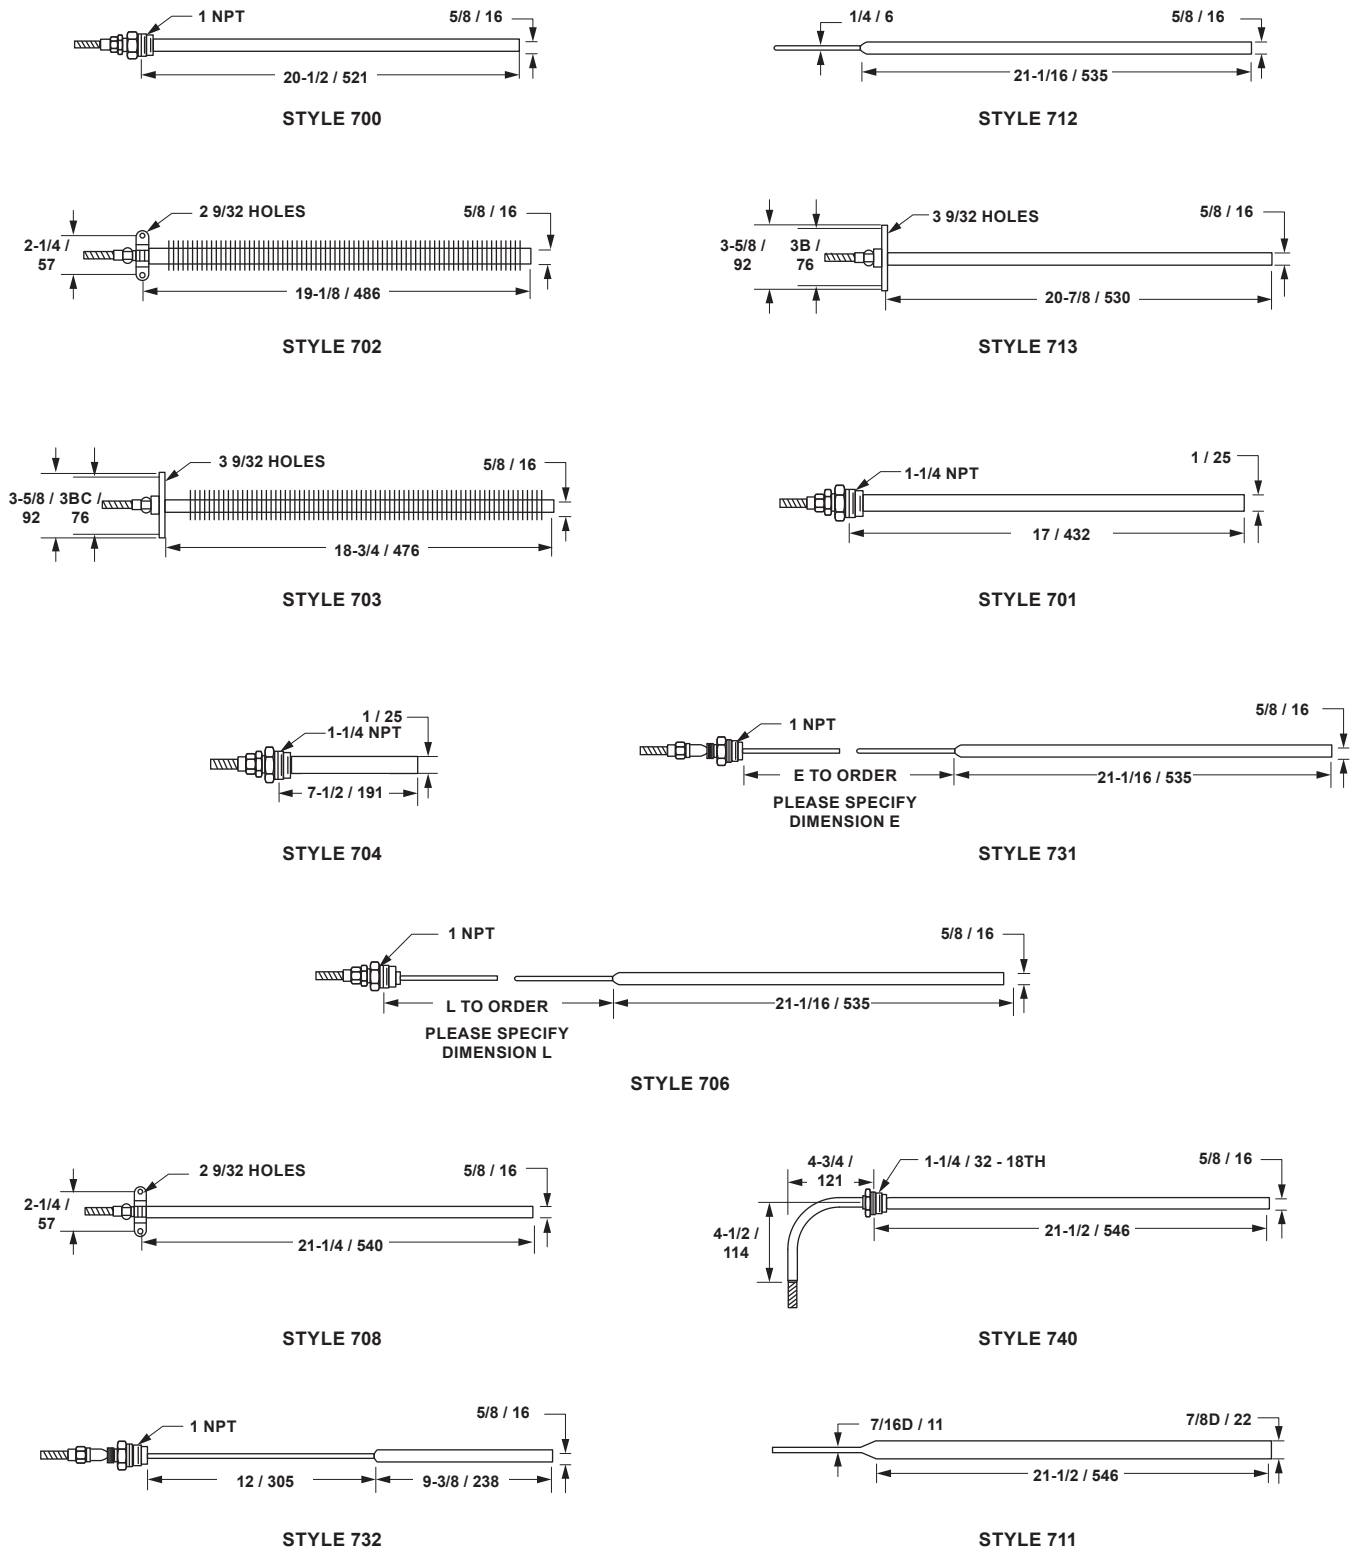 1 NPT
5/8 / 16
20-1/2 / 521
STYLE 700
1/4 / 6
5/8 / 16
21-1/16 / 535
STYLE 712
2 9/32 HOLES
5/8 / 16
2-1/4 /
57
19-1/8 / 486
STYLE 702
3 9/32 HOLES
5/8 / 16
3-5/8 /
92
3B /
76
20-7/8 / 530
STYLE 713
3 9/32 HOLES
5/8 / 16
3-5/8 /
92
3BC /
76
18-3/4 / 476
STYLE 703
1-1/4 NPT
1 / 25
17 / 432
STYLE 701
1 / 25
1-1/4 NPT
7-1/2 / 191
STYLE 704
1 NPT
5/8 / 16
E TO ORDER
21-1/16 / 535
PLEASE SPECIFY
DIMENSION E
STYLE 731
1 NPT
5/8 / 16
L TO ORDER
21-1/16 / 535
PLEASE SPECIFY
DIMENSION L
STYLE 706
2 9/32 HOLES
5/8 / 16
2-1/4 /
57
21-1/4 / 540
STYLE 708
4-3/4 /
121
1-1/4 / 32 - 18TH
5/8 / 16
4-1/2 /
114
21-1/2 / 546
STYLE 740
1 NPT
5/8 / 16
12 / 305
9-3/8 / 238
STYLE 732
7/16D / 11
7/8D / 22
21-1/2 / 546
STYLE 711